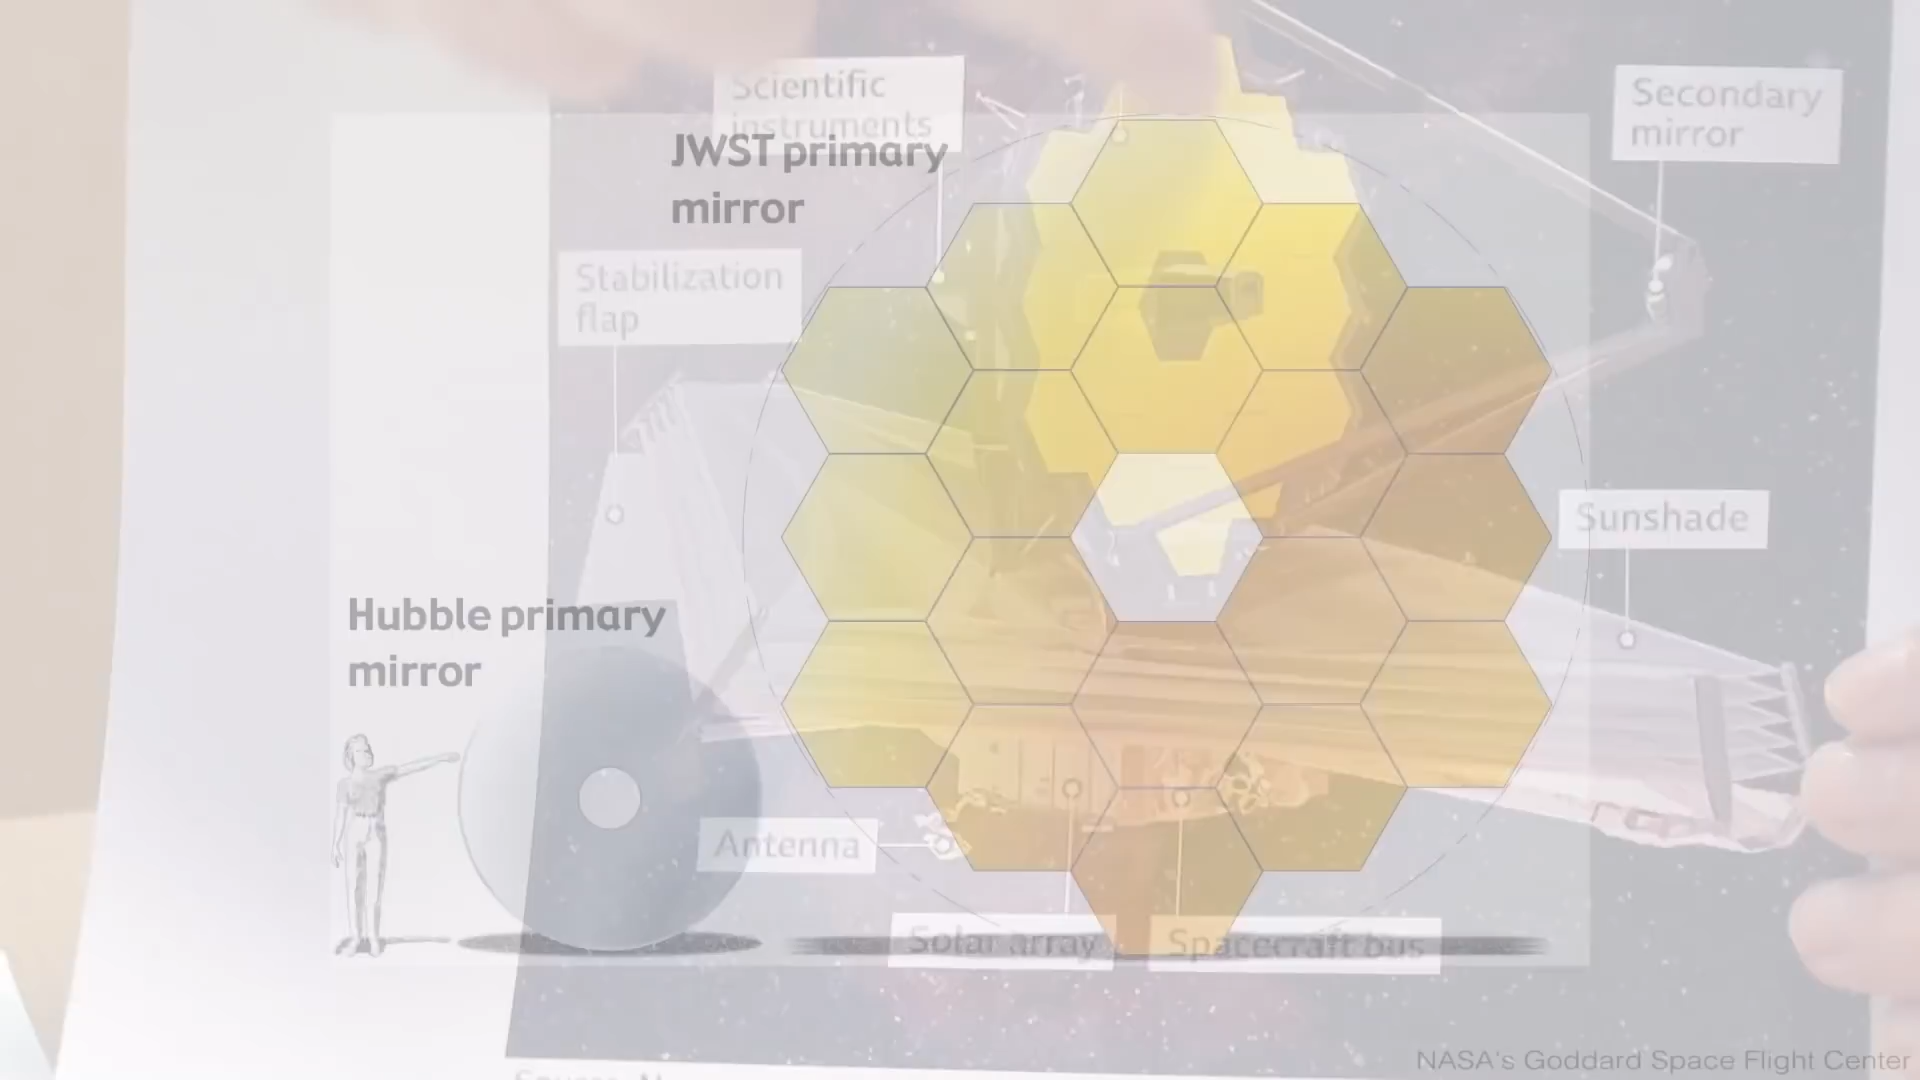 Scientific
instruments
JWST primary
mirror
Secondary
mirror
Stabilization
flap
Sunshade
Hubble primary
mirror
Antenna
Solar array
Spacecraft bus
NASA's Goddard Space Flight Center